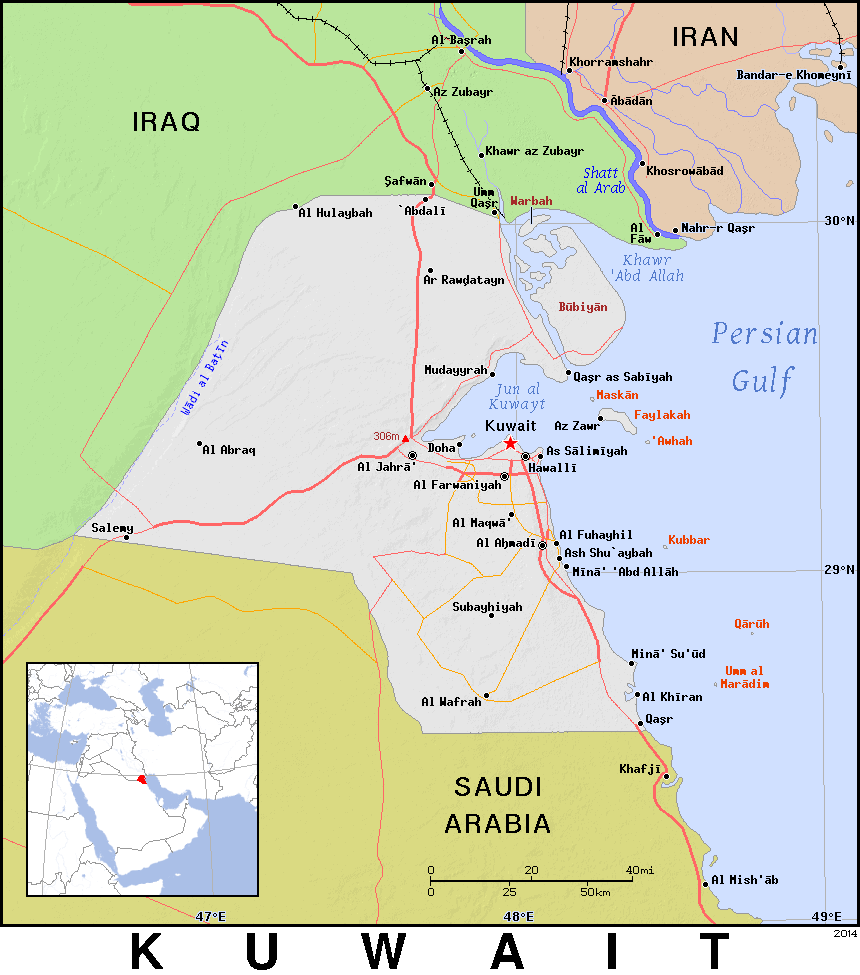 Al Başrah
IRAN
Khorramshahr
Bandar-e Khomeynī
Az Zubayr
Ābādān
IRAQ
Khawr az Zubayr
Shatt
al Arab
Khosrowābād
Şafwān
Umm
Qaşr
Warbah
`Abdalī
Al Hulaybah
30°N
Al
Fāw
Nahr-r Qaşr
Khawr
'Abd Allah
Ar Rawḑatayn
Būbiyān
Persian
Gulf
Wādi al Baţīn
Mudayyrah
Qaşr as Sabīyah
Jun al
Kuwayt
Maskān
Faylakah
Az Zawr
Kuwait
306m
Doha
'Awhah
Al Abraq
As Sālimīyah
Al Jahrā'
Hawallī
Al Farwaniyah
Salemy
Al Maqwā'
Al Fuhayhil
Al Aḩmadī
Kubbar
Ash Shu`aybah
Mīnā' 'Abd Allāh
29°N
Subayhiyah
Qārūh
Minā' Su'ūd
Umm al
Marādim
Al Wafrah
Al Khīran
Qaşr
Khafjī
SAUDI
ARABIA
0 20 40mi
0 25 50km
Al Mish'āb
47°E
48°E
49°E
2014
KUWAIT